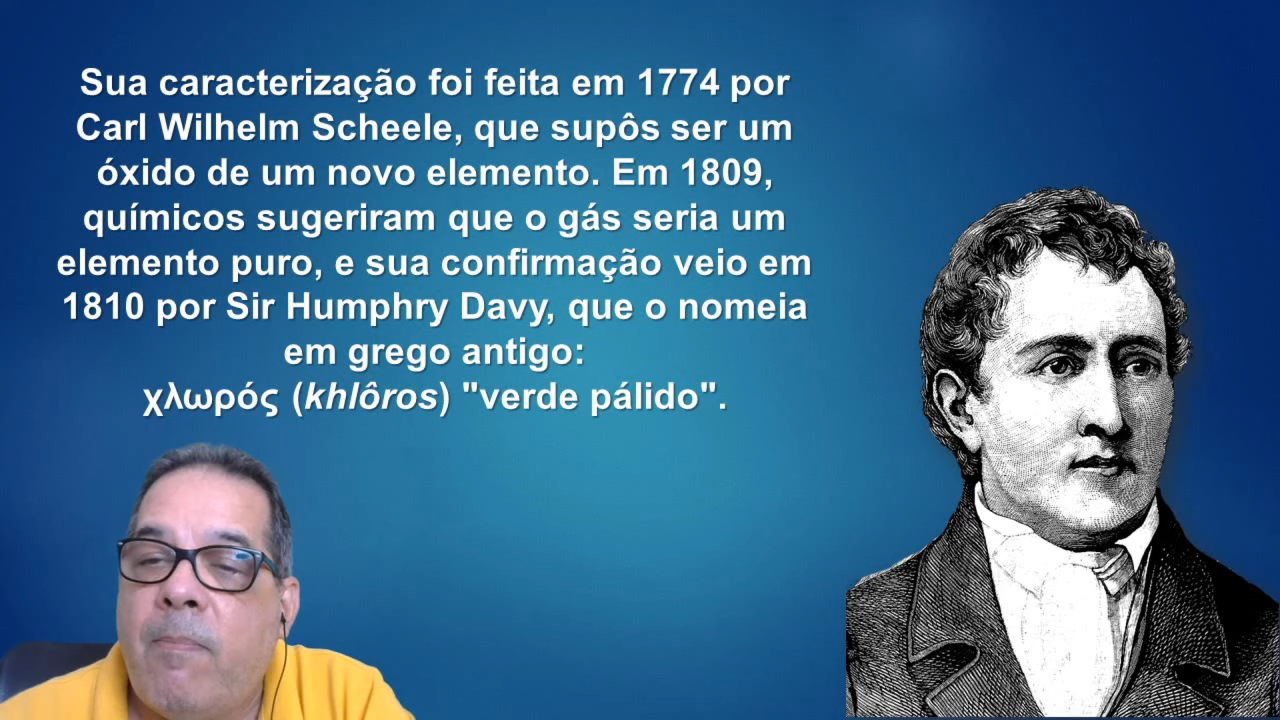 Sua caracterização foi feita em 1774 por
Carl Wilhelm Scheele, que supôs ser um
óxido de um novo elemento. Em 1809,
químicos sugeriram que o gás seria um
elemento puro, e sua confirmação veio em
1810 por Sir Humphry Davy, que o nomeia
em grego antigo:
χλωρός (khlôros) "verde pálido".